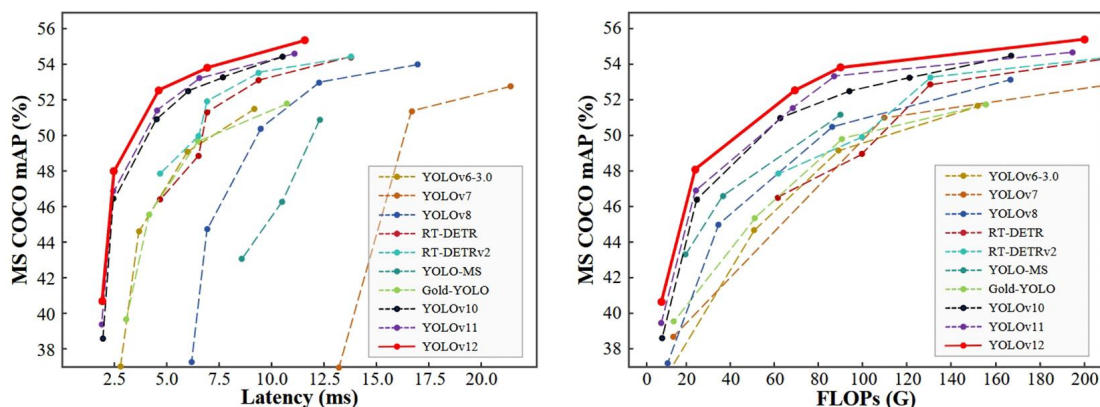 56
54
52
50
48
46
44
42
40
38
MS COCO mAP (%)
2.5 5.0 7.5 10.0 12.5 15.0 17.5 20.0
Latency (ms)
YOLOv6-3.0
YOLOv7
YOLOv8
RT-DETR
RT-DETRv2
YOLO-MS
Gold-YOLO
YOLOv10
YOLOv11
YOLOv12
56
54
52
50
48
46
44
42
40
38
MS COCO mAP (%)
0 20 40 60 80 100 120 140 160 180 200
FLOPs (G)
YOLOv6-3.0
YOLOv7
YOLOv8
RT-DETR
RT-DETRv2
YOLO-MS
Gold-YOLO
YOLOv10
YOLOv11
YOLOv12